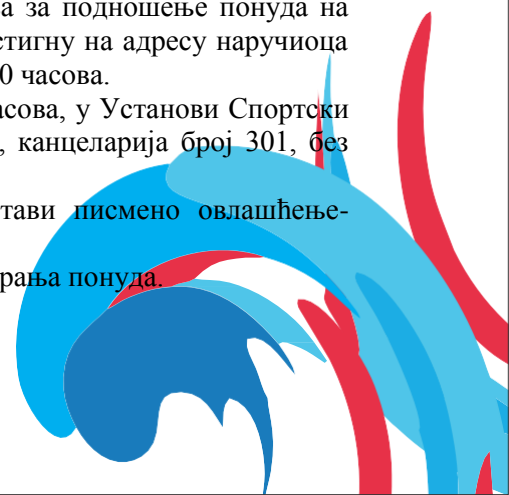 за подношење понуда на
стигну на адресу наручиоца
0 часова.
часова, у Установи Спортски
, канцеларија број 301, без
тави писмено овлашћење-
рања понуда.